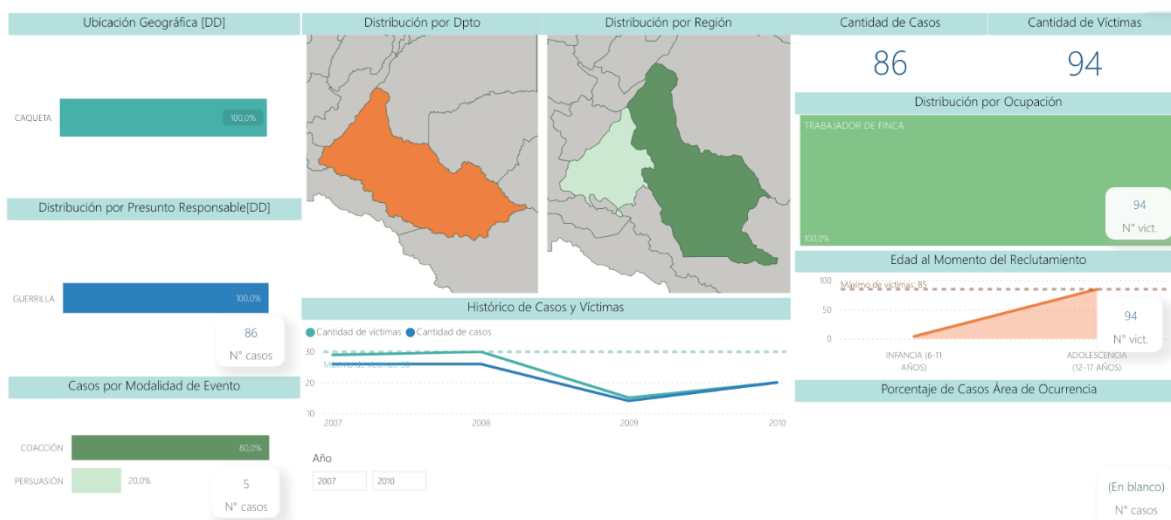 Ubicación Geográfica [DD]
CAQUETA
100,0%
Distribución por Presunto Responsable[DD]
GUERRILLA
100,0%
86
N° casos
Casos por Modalidad de Evento
COACCIÓN
80,0%
PERSUASIÓN
20,0%
5
N° casos
Distribución por Dpto
Distribución por Región
Histórico de Casos y Víctimas
Cantidad de víctimas
Cantidad de casos
30
Máximo de víctimas: 30
20
10
2007
2008
2009
2010
Año
2007
2010
Cantidad de Casos
Cantidad de Víctimas
86
94
Distribución por Ocupación
TRABAJADOR DE FINCA
100,0%
94
N° vict.
Edad al Momento del Reclutamiento
100
Máximo de víctimas: 85
50
0
INFANCIA (6-11
AÑOS)
ADOLESCENCIA
(12-17 AÑOS)
94
N° vict.
Porcentaje de Casos Área de Ocurrencia
(En blanco)
N° casos